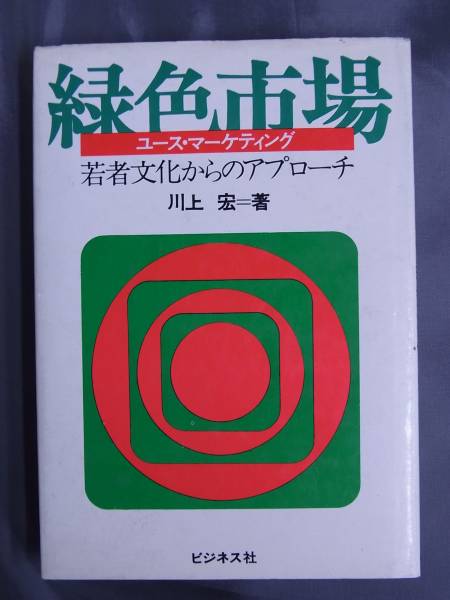 緑色市場
ユース・マーケティング
若者文化からのアプローチ
川上 宏=著
ビジネス社